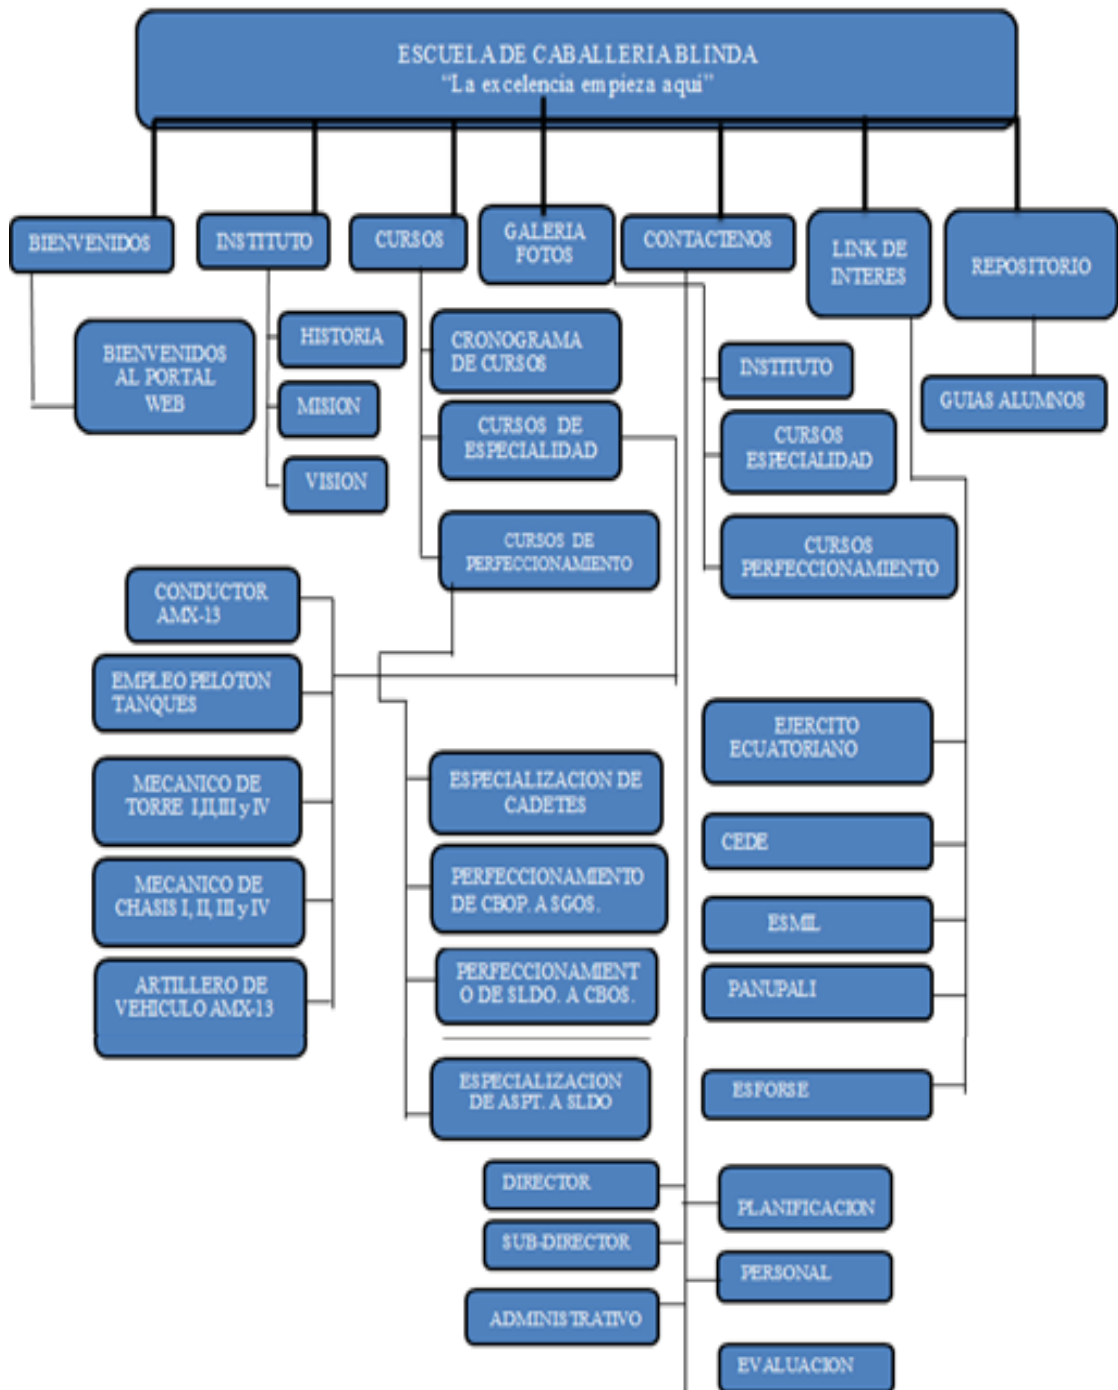 ESCUELA DE CABALLERIA BLINDA
“La excelencia empieza aqui”
BIENVENIDOS
INSTITUTO
CURSOS
GALERIA
FOTOS
CONTACTENOS
LINK DE
INTERES
REPOSITORIO
BIENVENIDOS
AL PORTAL
WEB
HISTORIA
MISION
VISION
CRONOGRAMA
DE CURSOS
CURSOS DE
ESPECIALIDAD
CURSOS DE
PERFECCIONAMIENTO
INSTITUTO
CURSOS
ESPECIALIDAD
CURSOS
PERFECCIONAMIENTO
GUIAS ALUMNOS
CONDUCTOR
AMX-13
EMPLEO PELOTON
TANQUES
MECANICO DE
TORRE I,II,III y IV
MECANICO DE
CHASIS I, II, III y IV
ARTILLERO DE
VEHICULO AMX-13
ESPECIALIZACION DE
CADETES
PERFECCIONAMIENTO
DE CBOP. A SGOS.
PERFECCIONAMIENT
O DE SLDO. A CBOS.
ESPECIALIZACION
DE ASPT. A SLDO
EJERCITO
ECUATORIANO
CEDE
ESMIL
PANUPALI
ESFORSE
DIRECTOR
SUB-DIRECTOR
ADMINISTRATIVO
PLANIFICACION
PERSONAL
EVALUACION